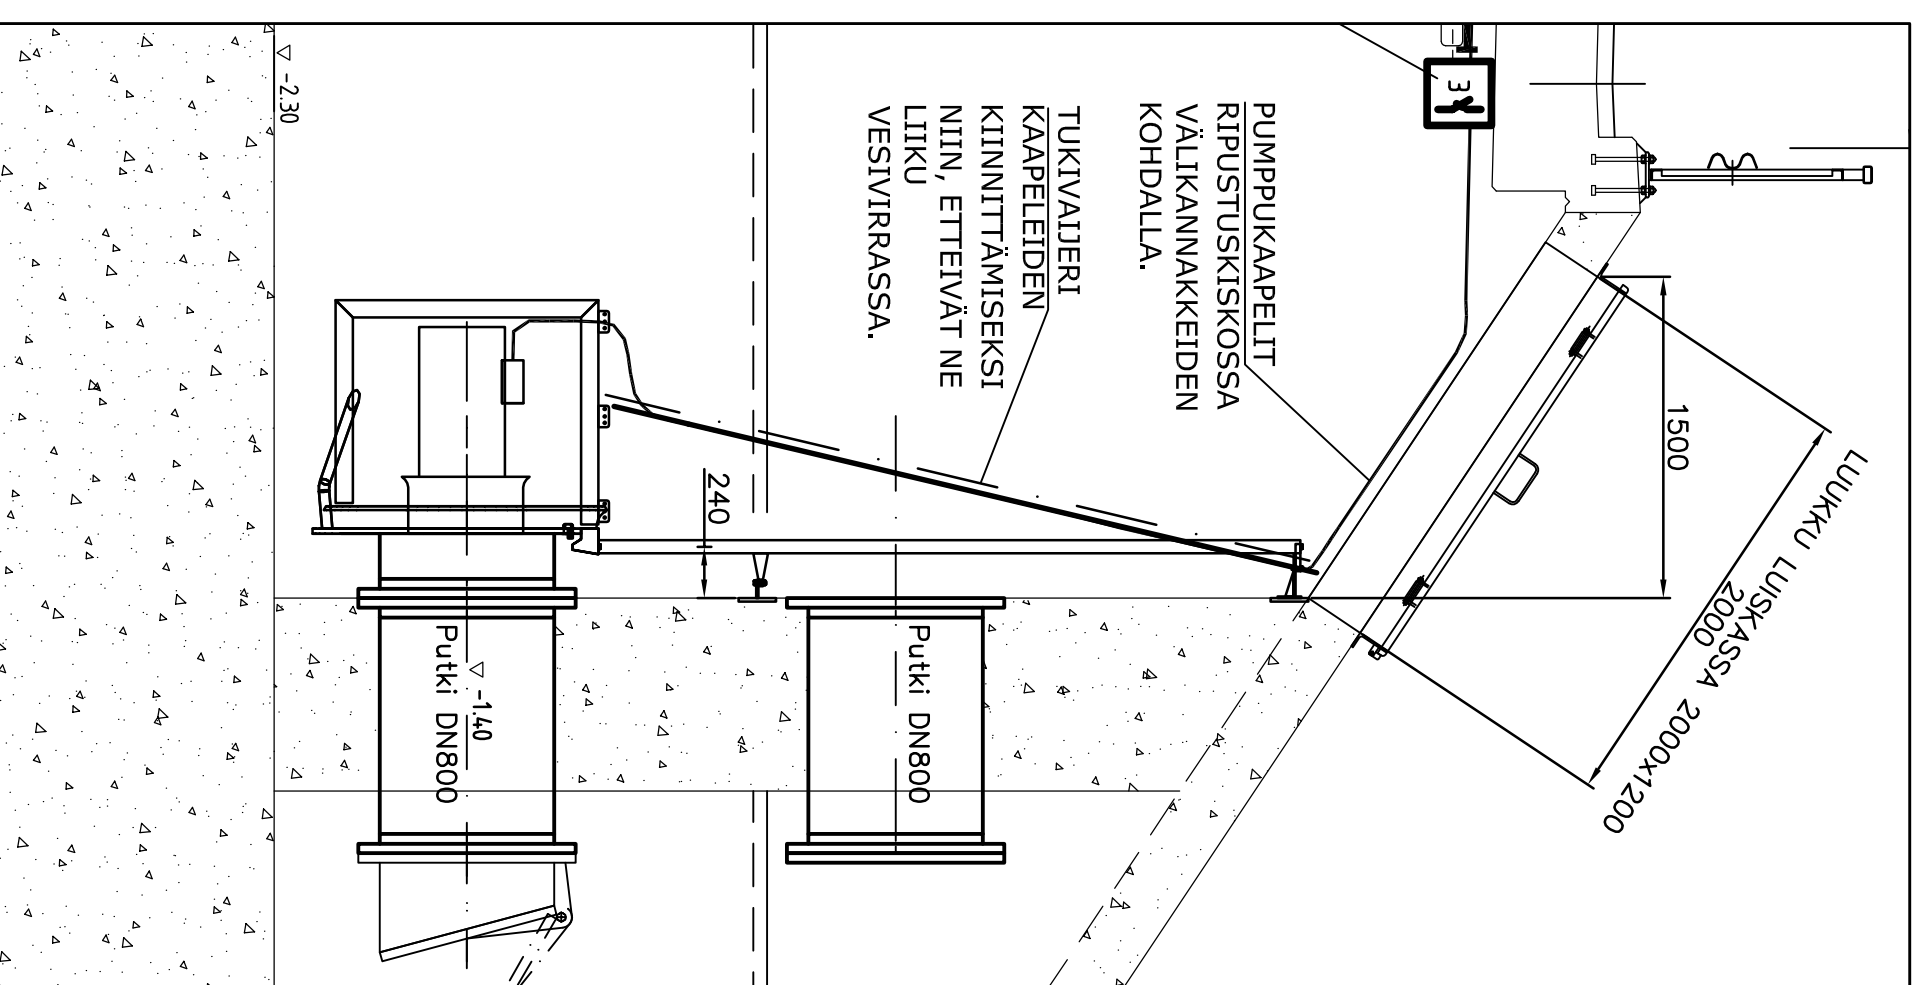 LUUKKU LUISKASSA 2000x1200
2000
1500
3
PUMPPUKAAPELIT
RIPUSTUSKISKOSSA
VÄLIKANNAKKEIDEN
KOHDALLA.
TUKIVAIJERI
KAAPELEIDEN
KIINNITTÄMISEKSI
NIIN, ETTEIVÄT NE
LIIKU
VESIVIRRASSA.
240
Putki DN800
-1.40
Putki DN800
-2.30